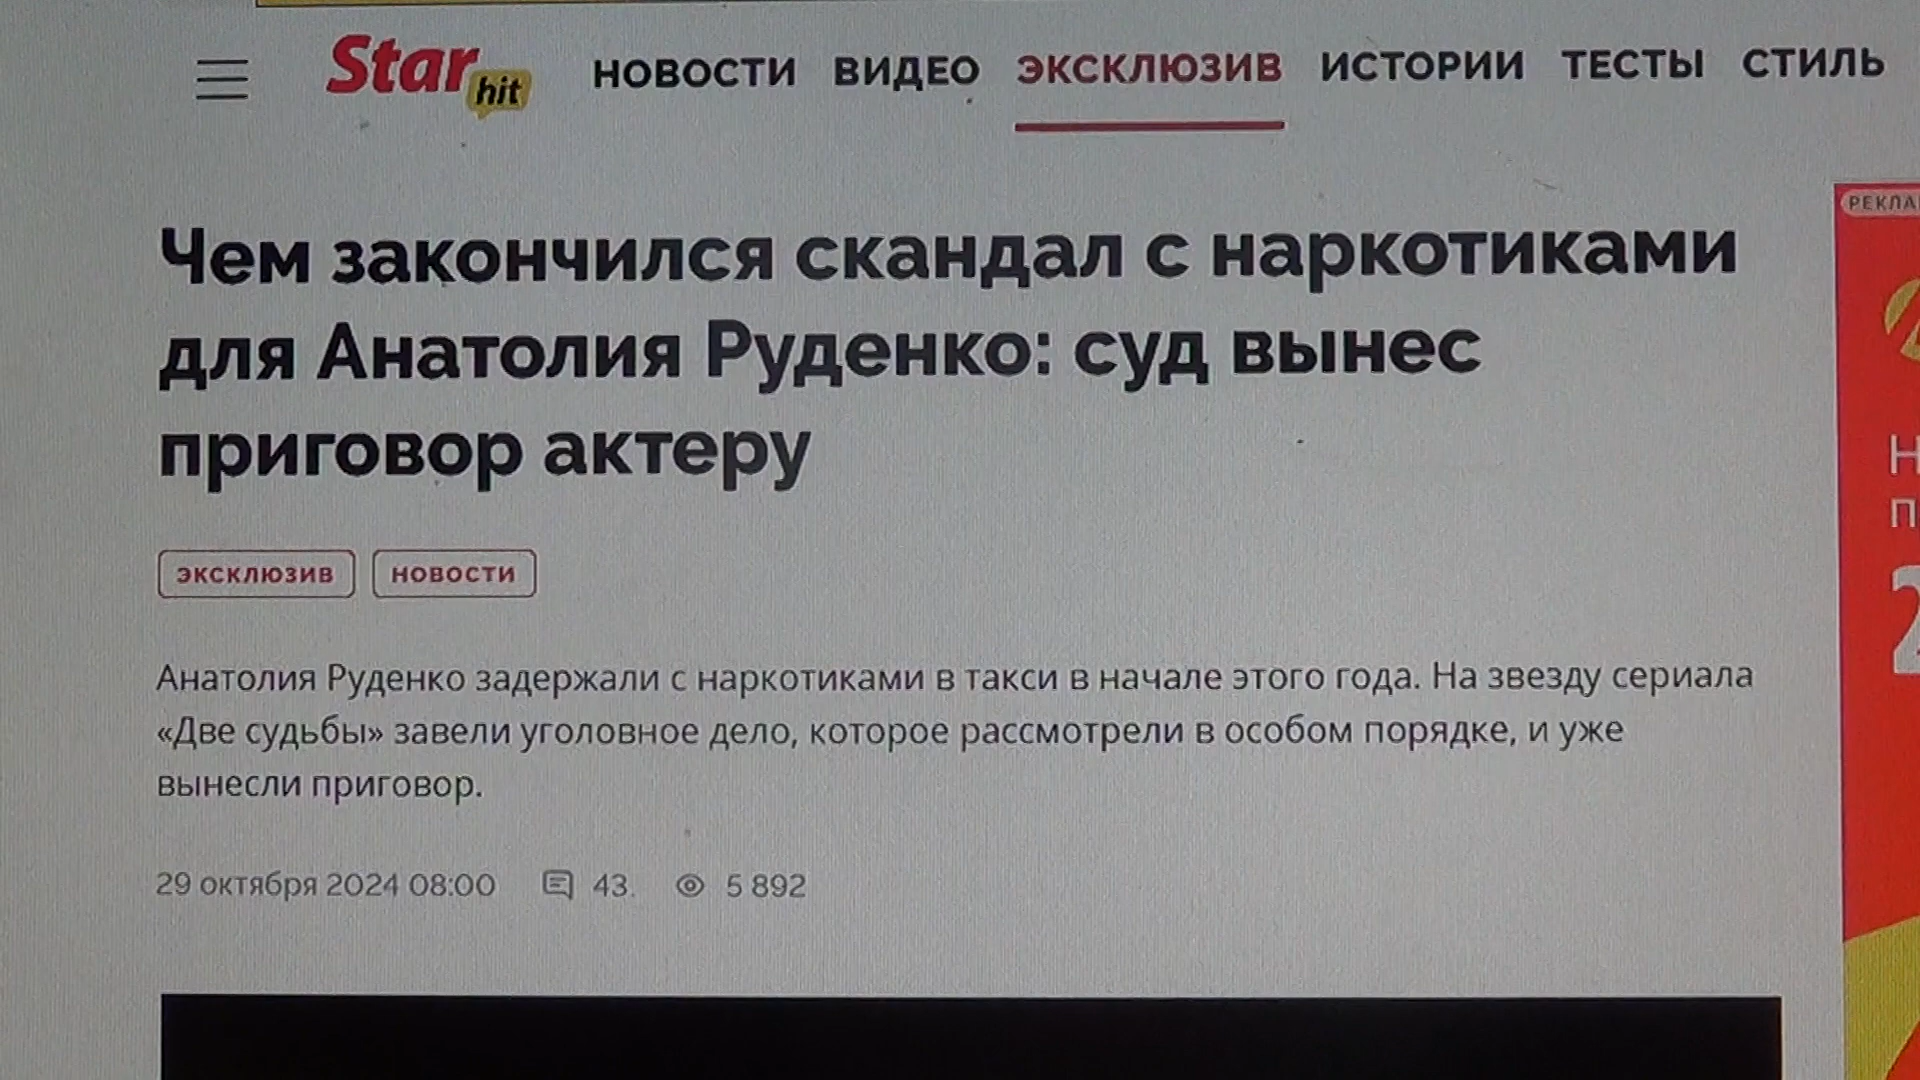 Star hit НОВОСТИ ВИДЕО ЭКСКЛЮЗИВ ИСТОРИИ ТЕСТЫ СТИЛЬ
Чем закончился скандал с наркотиками
для Анатолия Руденко: суд вынес
приговор актеру
ЭКСКЛЮЗИВ НОВОСТИ
Анатолия Руденко задержали с наркотиками в такси в начале этого года. На звезду сериала
«Две судьбы» завели уголовное дело, которое рассмотрели в особом порядке, и уже
вынесли приговор.
29 октября 2024 08:00 43 5 892